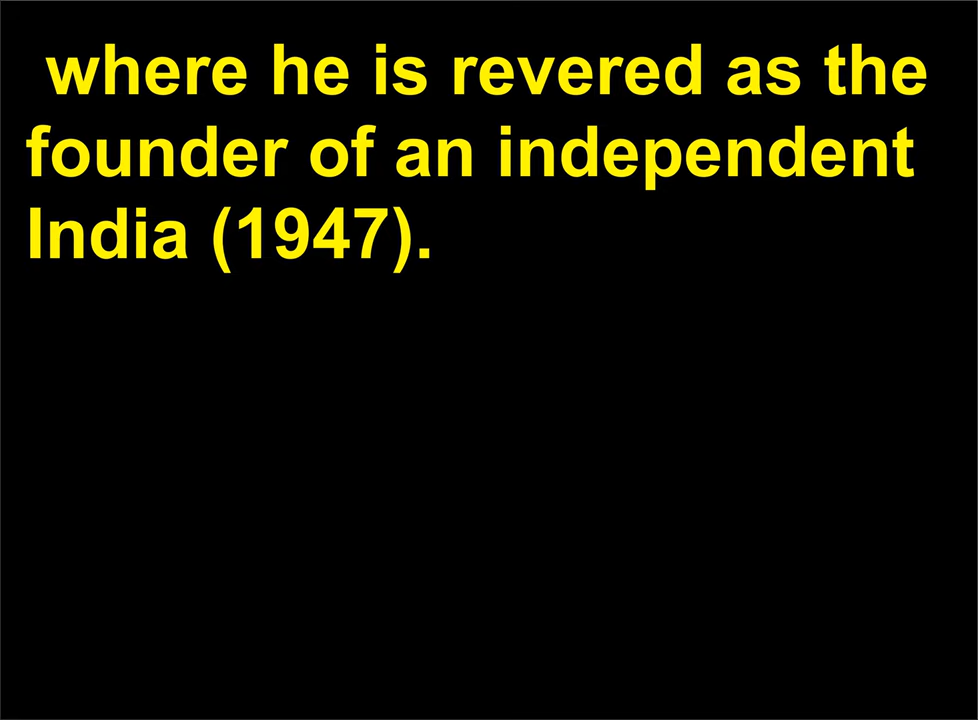 where he is revered as the
founder of an independent
India (1947).